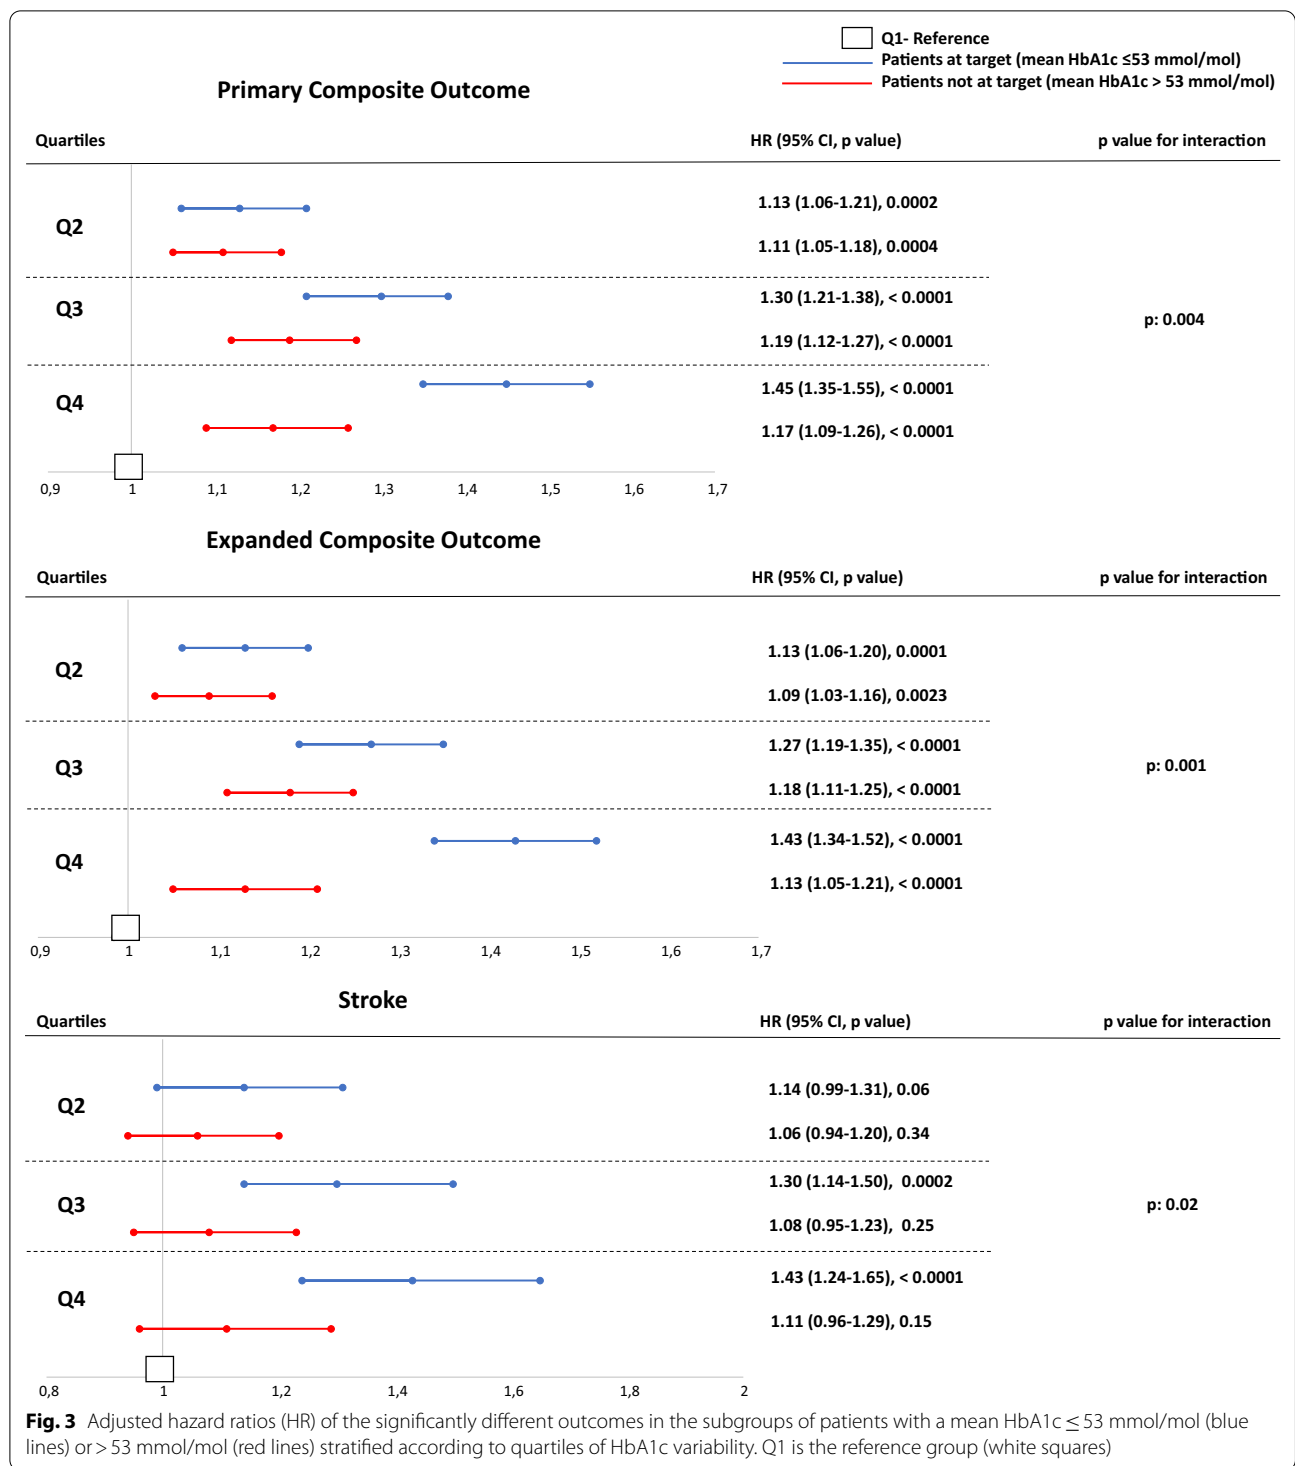 Q1- Reference
Patients at target (mean HbA1c ≤53 mmol/mol)
Patients not at target (mean HbA1c > 53 mmol/mol)
Primary Composite Outcome
Quartiles HR (95% CI, p value) p value for interaction
Q2
1.13 (1.06-1.21), 0.0002
1.11 (1.05-1.18), 0.0004
Q3
1.30 (1.21-1.38), < 0.0001
1.19 (1.12-1.27), < 0.0001
p: 0.004
Q4
1.45 (1.35-1.55), < 0.0001
1.17 (1.09-1.26), < 0.0001
0,9 1 1,1 1,2 1,3 1,4 1,5 1,6 1,7
Expanded Composite Outcome
Quartiles HR (95% CI, p value) p value for interaction
Q2
1.13 (1.06-1.20), 0.0001
1.09 (1.03-1.16), 0.0023
Q3
1.27 (1.19-1.35), < 0.0001
1.18 (1.11-1.25), < 0.0001
p: 0.001
Q4
1.43 (1.34-1.52), < 0.0001
1.13 (1.05-1.21), < 0.0001
0,9 1 1,1 1,2 1,3 1,4 1,5 1,6 1,7
Stroke
Quartiles HR (95% CI, p value) p value for interaction
Q2
1.14 (0.99-1.31), 0.06
1.06 (0.94-1.20), 0.34
Q3
1.30 (1.14-1.50), 0.0002
1.08 (0.95-1.23), 0.25
p: 0.02
Q4
1.43 (1.24-1.65), < 0.0001
1.11 (0.96-1.29), 0.15
0,8 1 1,2 1,4 1,6 1,8 2
Fig. 3 Adjusted hazard ratios (HR) of the significantly different outcomes in the subgroups of patients with a mean HbA1c ≤ 53 mmol/mol (blue
lines) or > 53 mmol/mol (red lines) stratified according to quartiles of HbA1c variability. Q1 is the reference group (white squares)